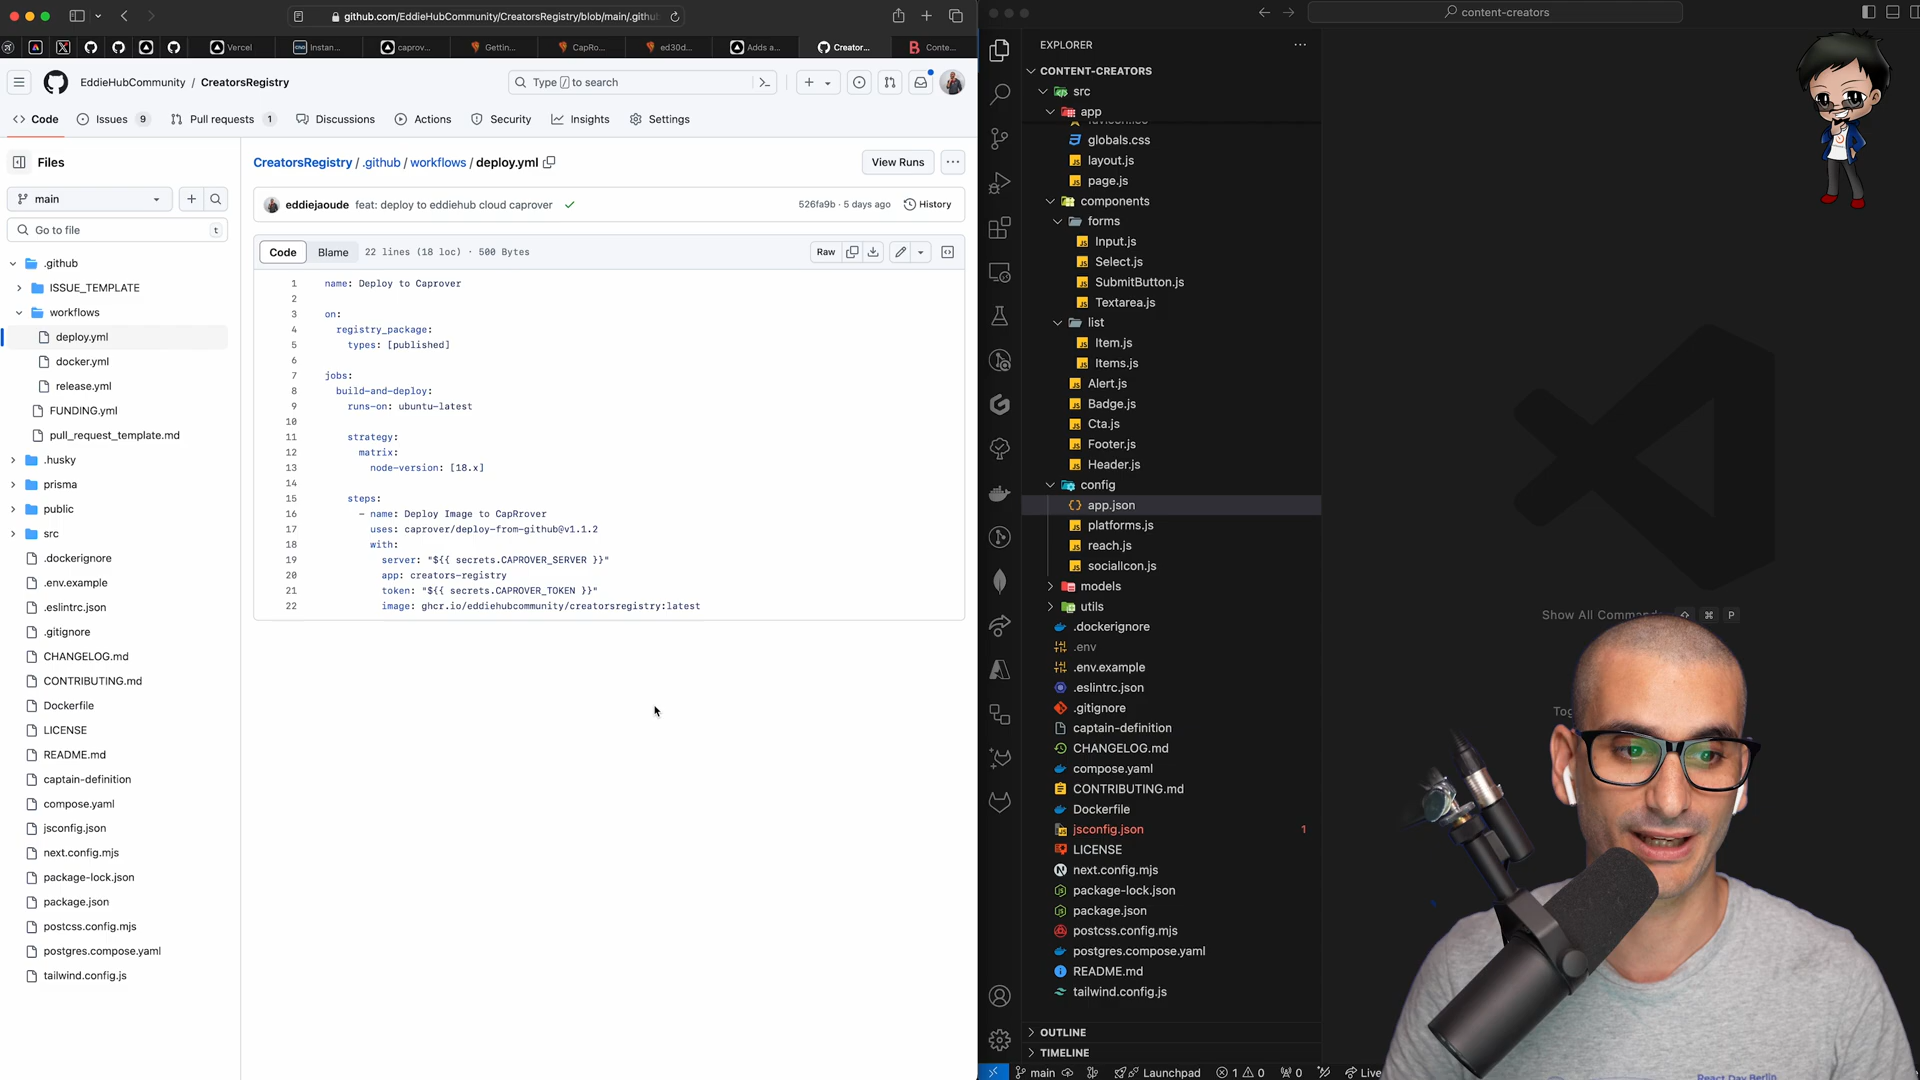 github.com/EddieHubCommunity/CreatorsRegistry/blob/main/.githu
Vercel
Instan...
caprov...
Gettin...
CapRo...
ed30d...
Adds a...
Creator...
Conte...
EddieHubCommunity / CreatorsRegistry
Type / to search
Code
Issues 9
Pull requests 1
Discussions
Actions
Security
Insights
Settings
Files
main
Go to file t
.github
ISSUE_TEMPLATE
workflows
deploy.yml
docker.yml
release.yml
FUNDING.yml
pull_request_template.md
.husky
prisma
public
src
.dockerignore
.env.example
.eslintrc.json
.gitignore
CHANGELOG.md
CONTRIBUTING.md
Dockerfile
LICENSE
README.md
captain-definition
compose.yaml
jsconfig.json
next.config.mjs
package-lock.json
package.json
postcss.config.mjs
postgres.compose.yaml
tailwind.config.js
CreatorsRegistry / .github / workflows / deploy.yml
View Runs
eddiejaoude feat: deploy to eddiehub cloud caprover
526fa9b · 5 days ago
History
Code
Blame
22 lines (18 loc) · 500 Bytes
Raw
1 name: Deploy to Caprover
2
3 on:
4 registry_package:
5 types: [published]
6
7 jobs:
8 build-and-deploy:
9 runs-on: ubuntu-latest
10
11 strategy:
12 matrix:
13 node-version: [18.x]
14
15 steps:
16 - name: Deploy Image to CapRrover
17 uses: caprover/deploy-from-github@v1.1.2
18 with:
19 server: "${{ secrets.CAPROVER_SERVER }}"
20 app: creators-registry
21 token: "${{ secrets.CAPROVER_TOKEN }}"
22 image: ghcr.io/eddiehubcommunity/creatorsregistry:latest
content-creators
EXPLORER
CONTENT-CREATORS
src
app
globals.css
layout.js
page.js
components
forms
Input.js
Select.js
SubmitButton.js
Textarea.js
list
Item.js
Items.js
Alert.js
Badge.js
Cta.js
Footer.js
Header.js
config
app.json
platforms.js
reach.js
socialIcon.js
models
utils
.dockerignore
.env
.env.example
.eslintrc.json
.gitignore
captain-definition
CHANGELOG.md
compose.yaml
CONTRIBUTING.md
Dockerfile
jsconfig.json 1
LICENSE
next.config.mjs
package-lock.json
package.json
postcss.config.mjs
postgres.compose.yaml
README.md
tailwind.config.js
OUTLINE
TIMELINE
main
Launchpad
1 0
0
Live
Show All Comman
P
Tog
React Day Berlin